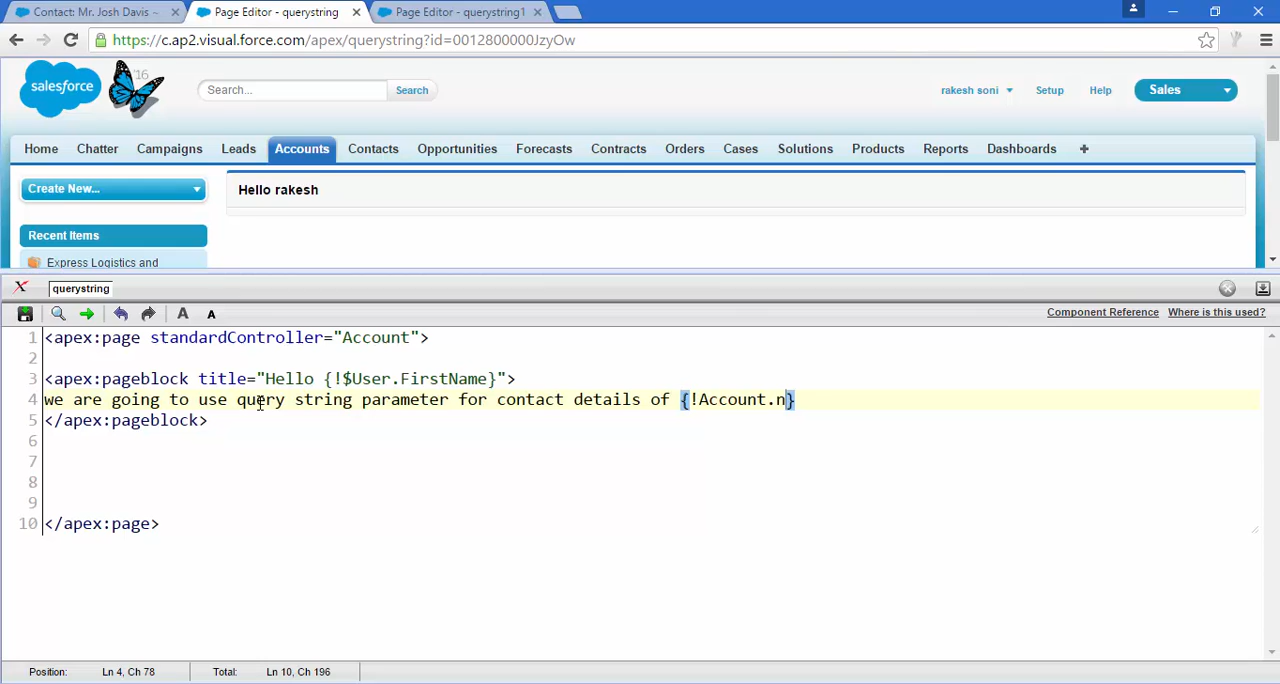 Contact: Mr. Josh Davis ~
Page Editor - querystring
Page Editor - querystring1
https://c.ap2.visual.force.com/apex/querystring?id=0012800000JzyOw
salesforce
'16
Search...
Search
rakesh soni
Setup
Help
Sales
Home
Chatter
Campaigns
Leads
Accounts
Contacts
Opportunities
Forecasts
Contracts
Orders
Cases
Solutions
Products
Reports
Dashboards
+
Create New...
Hello rakesh
Recent Items
Express Logistics and
querystring
A
A
Component Reference
Where is this used?
1 <apex:page standardController="Account">
2
3 <apex:pageblock title="Hello {!$User.FirstName}">
4 we are going to use query string parameter for contact details of {!Account.n}
5 </apex:pageblock>
6
7
8
9
10 </apex:page>
Position: Ln 4, Ch 78 Total: Ln 10, Ch 196